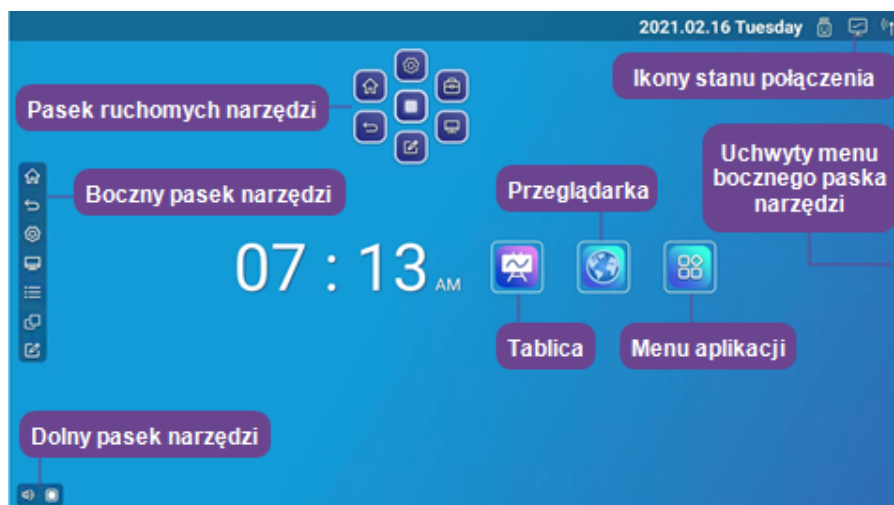 2021.02.16 Tuesday
Ikony stanu połączenia
Pasek ruchomych narzędzi
Uchwyty menu
bocznego paska
narzędzi
Boczny pasek narzędzi
Przeglądarka
07 : 13 AM
Tablica
Menu aplikacji
Dolny pasek narzędzi